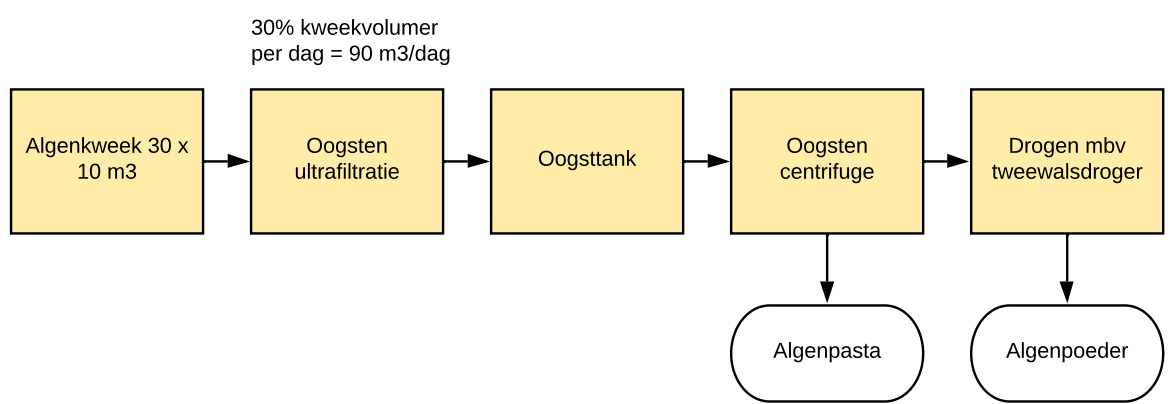 30% kweekvolumer
per dag = 90 m3/dag
Algenkweek 30 x
10 m3
Oogsten
ultrafiltratie
Oogsttank
Oogsten
centrifuge
Drogen mbv
tweewalsdroger
Algenpasta
Algenpoeder